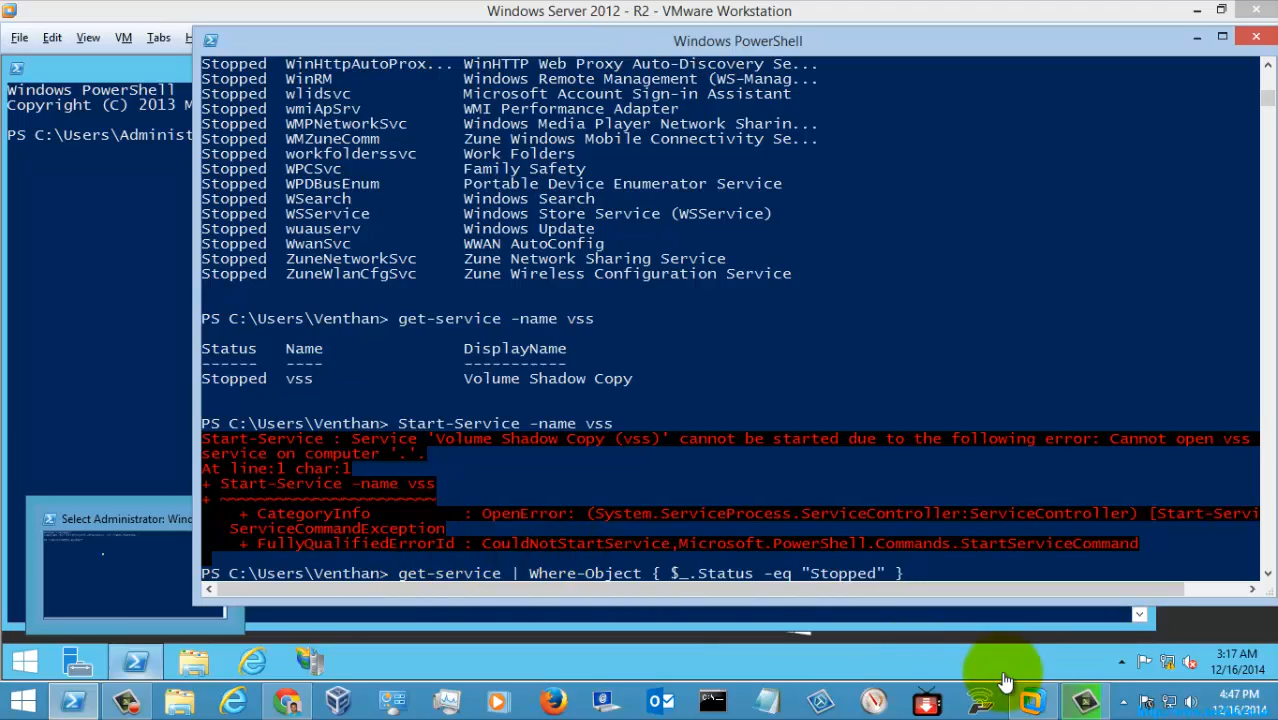 Windows Server 2012 - R2 - VMware Workstation
File Edit View VM Tabs H
Windows PowerShell
Stopped WinHttpAutoProx... WinHTTP Web Proxy Auto-Discovery Se...
Stopped WinRM Windows Remote Management (WS-Manag...
Stopped wlidsvc Microsoft Account Sign-in Assistant
Stopped wmiApSrv WMI Performance Adapter
Stopped WMPNetworkSvc Windows Media Player Network Sharin...
Stopped WMZuneComm Zune Windows Mobile Connectivity Se...
Stopped workfolderssvc Work Folders
Stopped WPCSvc Family Safety
Stopped WPDBusEnum Portable Device Enumerator Service
Stopped WSearch Windows Search
Stopped WSService Windows Store Service (WSService)
Stopped wuauserv Windows Update
Stopped WwanSvc WWAN AutoConfig
Stopped ZuneNetworkSvc Zune Network Sharing Service
Stopped ZuneWlanCfgSvc Zune Wireless Configuration Service
PS C:\Users\Venthan> get-service -name vss
Status Name DisplayName
------ ---- -----------
Stopped vss Volume Shadow Copy
PS C:\Users\Venthan> Start-Service -name vss
Start-Service : Service 'Volume Shadow Copy (vss)' cannot be started due to the following error: Cannot open vss
service on computer '.'.
At line:1 char:1
+ Start-Service -name vss
+ ~~~~~~~~~~~~~~~~~~~~~~~
+ CategoryInfo : OpenError: (System.ServiceProcess.ServiceController:ServiceController) [Start-Servi
ServiceCommandException
+ FullyQualifiedErrorId : CouldNotStartService,Microsoft.PowerShell.Commands.StartServiceCommand
PS C:\Users\Venthan> get-service | Where-Object { $_.Status -eq "Stopped" }
Windows PowerShell
Copyright (C) 2013 M
PS C:\Users\Administ
Select Administrator: Wind
3:17 AM
12/16/2014
4:47 PM
12/16/2014